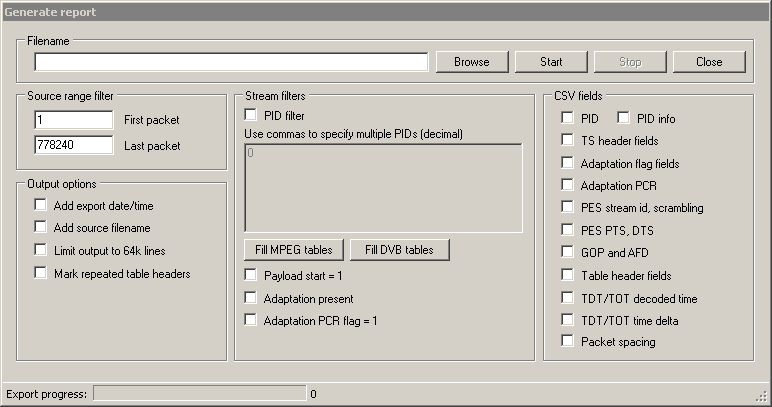 Generate report
Filename
Browse
Start
Stop
Close
Source range filter
1 First packet
778240 Last packet
Output options
Add export date/time
Add source filename
Limit output to 64k lines
Mark repeated table headers
Stream filters
PID filter
Use commas to specify multiple PIDs (decimal)
0
Fill MPEG tables
Fill DVB tables
Payload start = 1
Adaptation present
Adaptation PCR flag = 1
CSV fields
PID PID info
TS header fields
Adaptation flag fields
Adaptation PCR
PES stream id, scrambling
PES PTS, DTS
GOP and AFD
Table header fields
TDT/TOT decoded time
TDT/TOT time delta
Packet spacing
Export progress: 0